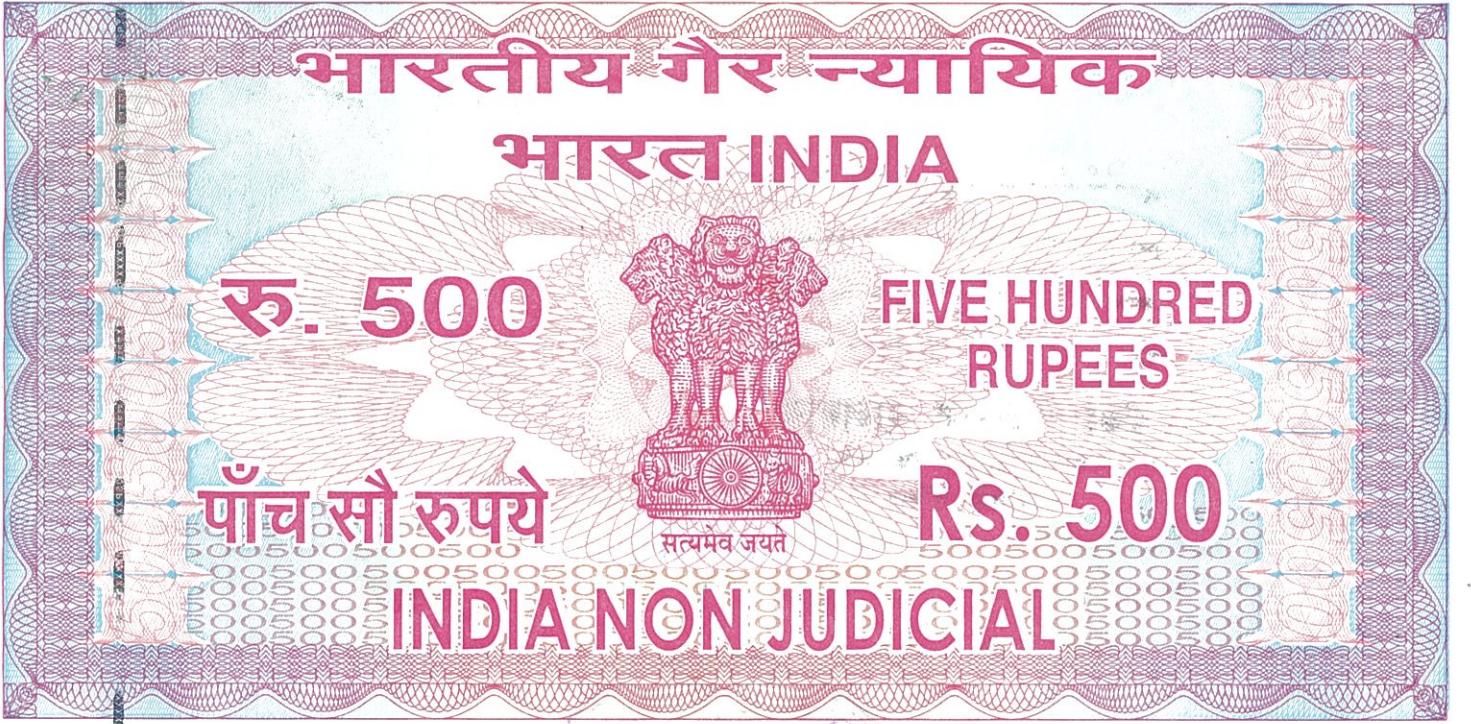 भारतीय गैर न्यायिक
भारत INDIA
रु. 500
FIVE HUNDRED
RUPEES
पाँच सौ रुपये
Rs. 500
सत्यमेव जयते
INDIA NON JUDICIAL